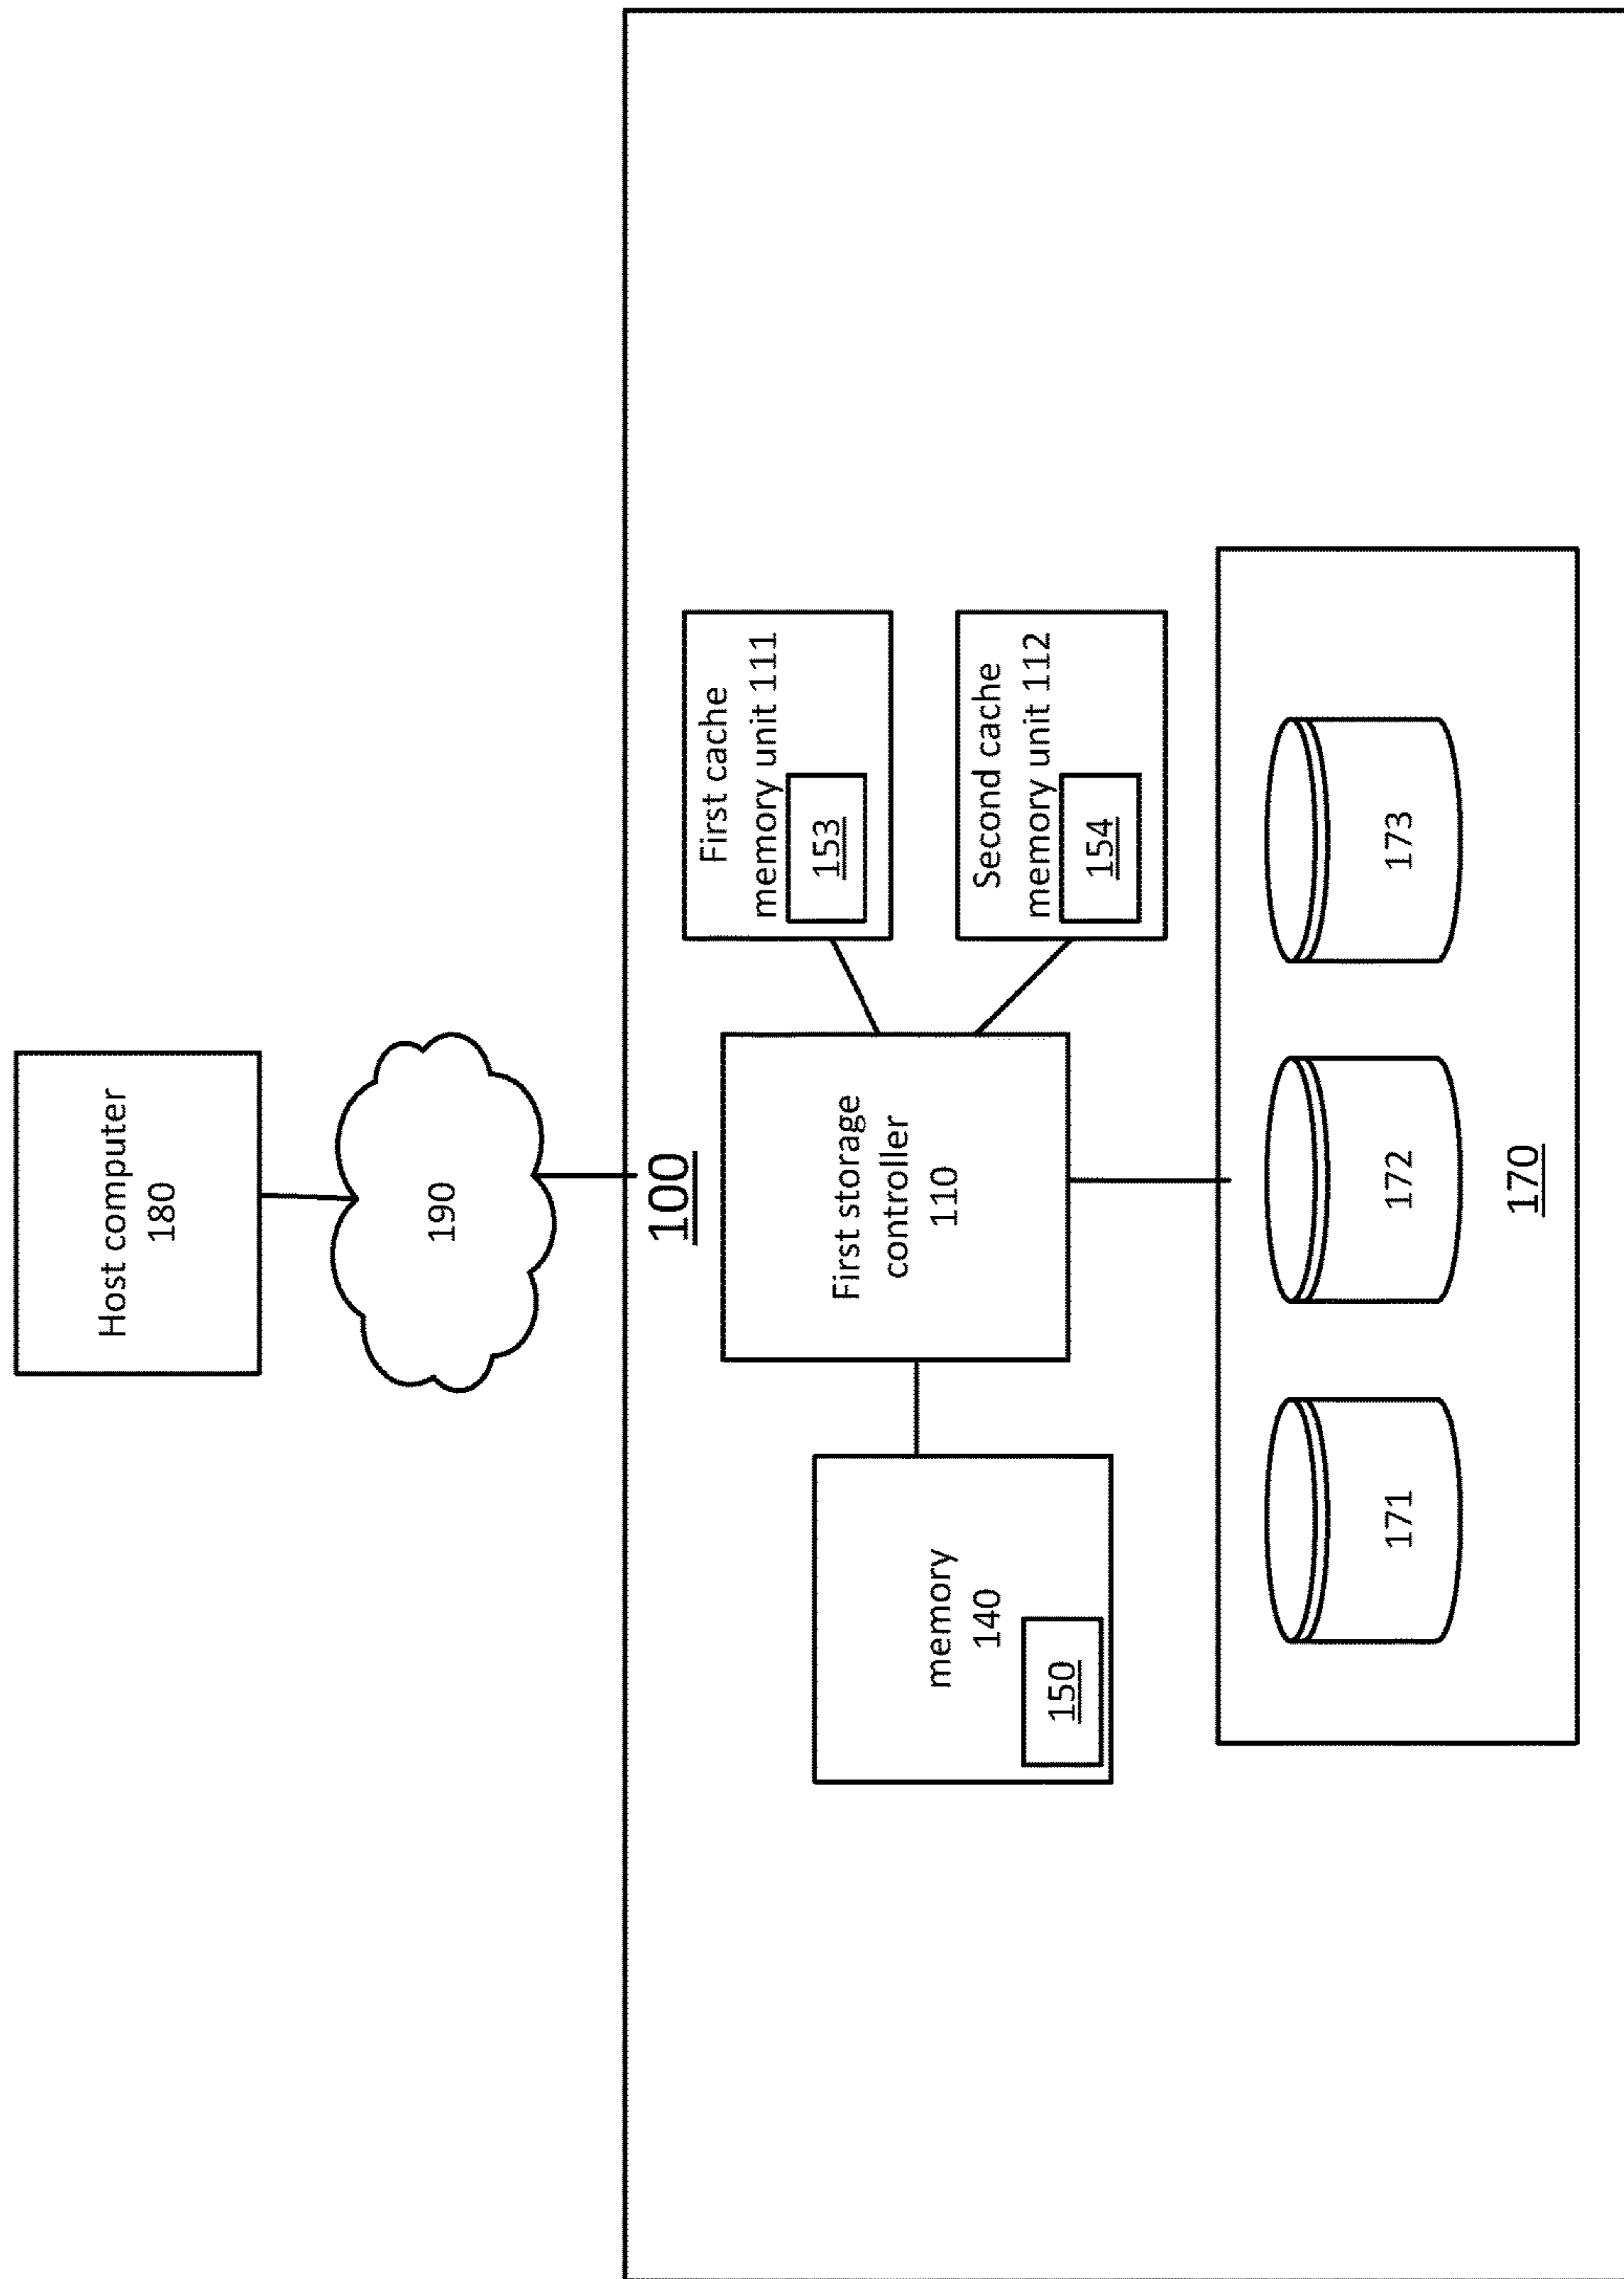 Host computer
180
190
100
First storage
controller
110
First cache
memory unit 111
153
Second cache
memory unit 112
154
memory
140
150
171
172
173
170